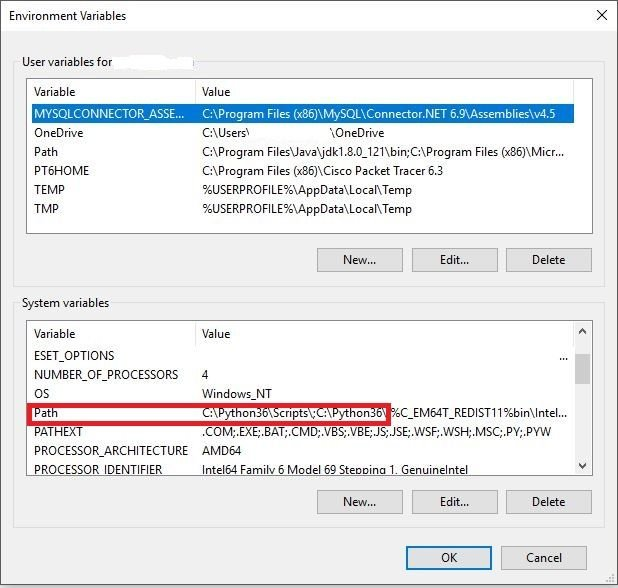 Environment Variables
User variables for
Variable Value
MYSQLCONNECTOR_ASSE... C:\Program Files (x86)\MySQL\Connector.NET 6.9\Assemblies\v4.5
OneDrive C:\Users\ \OneDrive
Path C:\Program Files\Java\jdk1.8.0_121\bin;C:\Program Files (x86)\Micr...
PT6HOME C:\Program Files (x86)\Cisco Packet Tracer 6.3
TEMP %USERPROFILE%\AppData\Local\Temp
TMP %USERPROFILE%\AppData\Local\Temp
New... Edit... Delete
System variables
Variable Value
ESET_OPTIONS ...
NUMBER_OF_PROCESSORS 4
OS Windows_NT
Path C:\Python36\Scripts\;C:\Python36\;%C_EM64T_REDIST11%bin\Intel...
PATHEXT .COM;.EXE;.BAT;.CMD;.VBS;.VBE;.JS;.JSE;.WSF;.WSH;.MSC;.PY;.PYW
PROCESSOR_ARCHITECTURE AMD64
PROCESSOR_IDENTIFIER Intel64 Family 6 Model 69 Stepping 1, GenuineIntel
New... Edit... Delete
OK Cancel